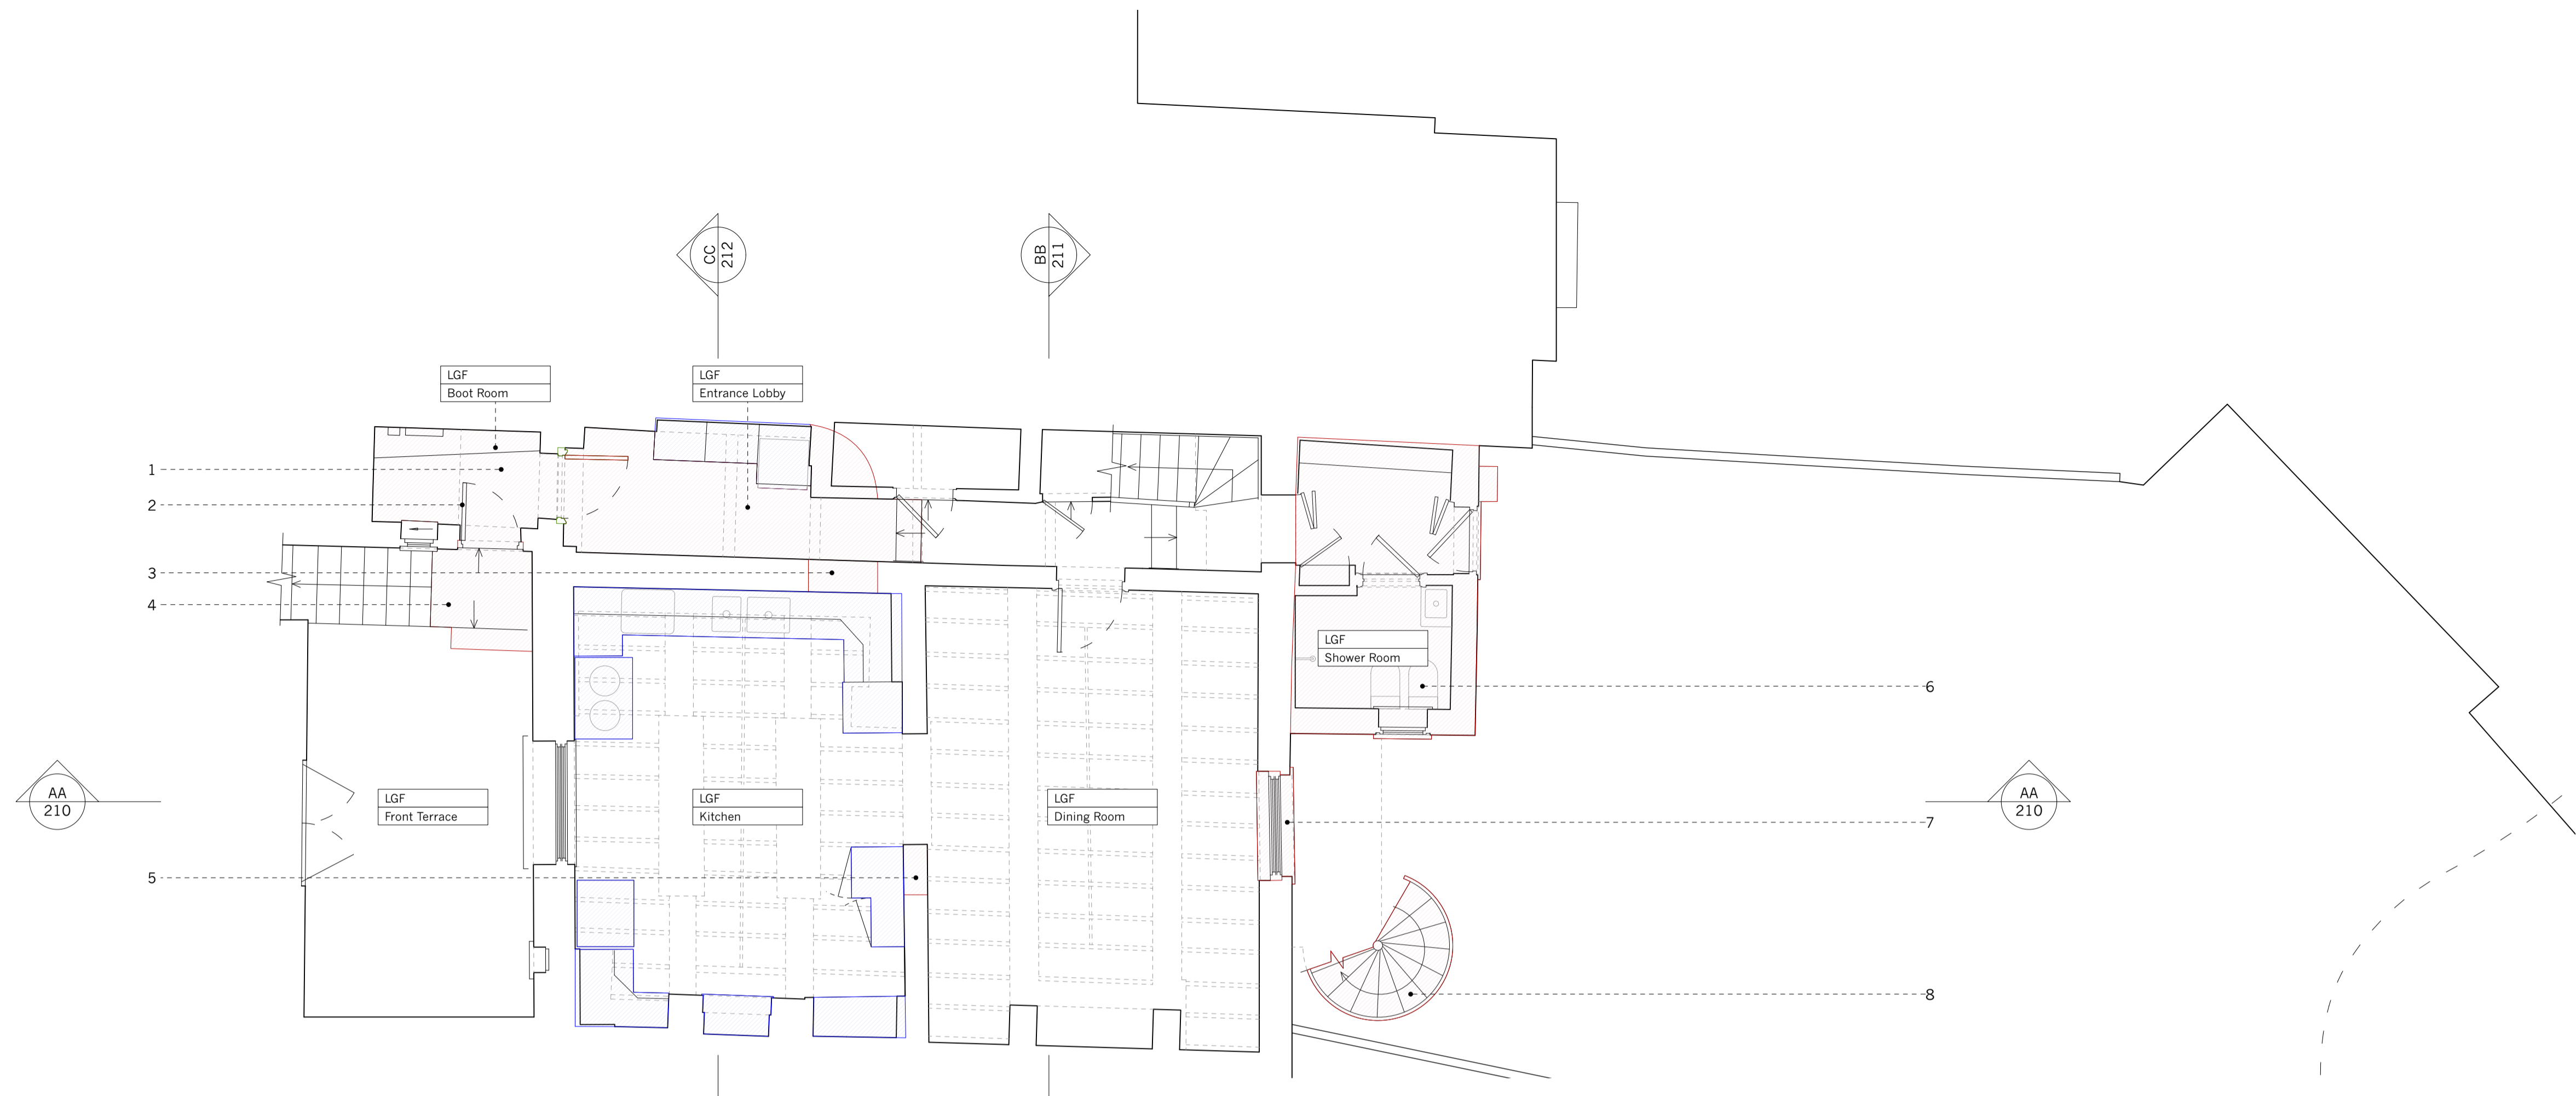 CC
212
BB
211
LGF
Boot Room
LGF
Entrance Lobby
1
2
3
4
LGF
Shower Room
6
AA
210
LGF
Front Terrace
LGF
Kitchen
LGF
Dining Room
AA
210
7
5
8